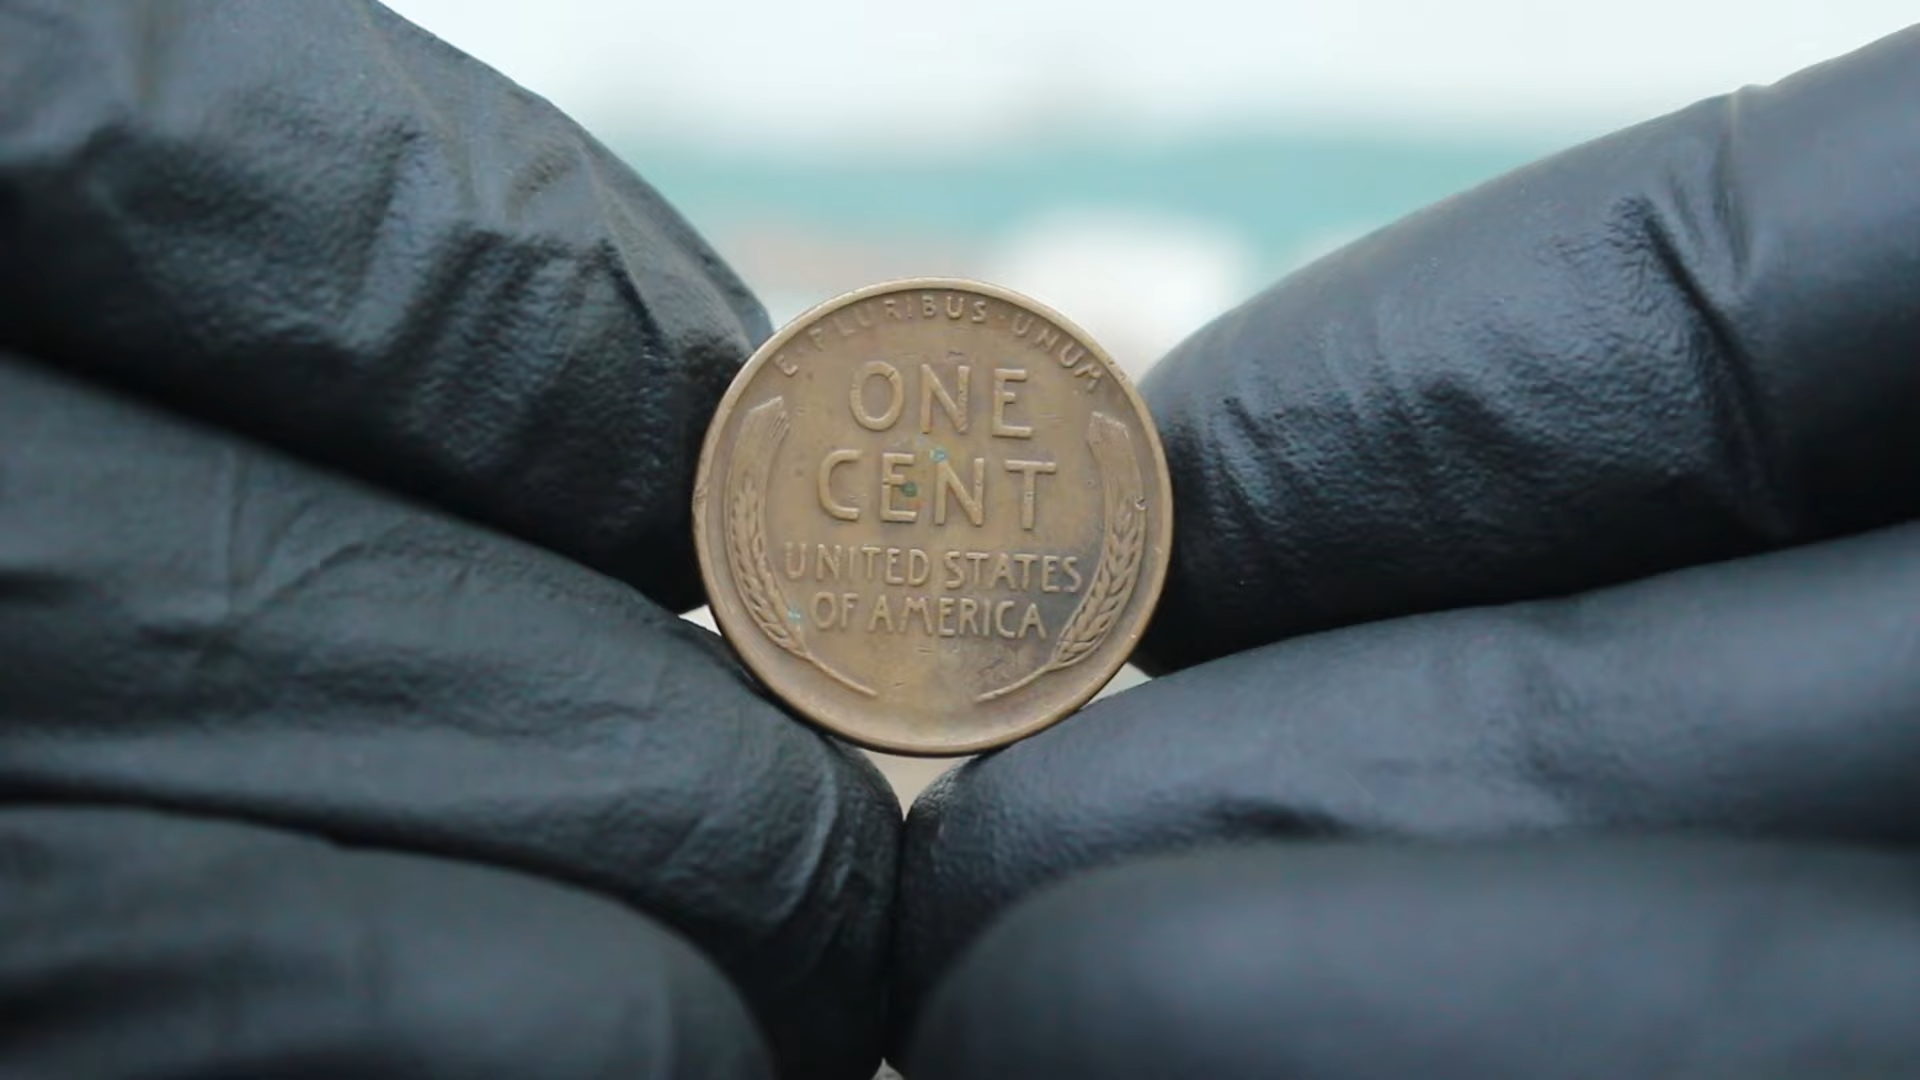 E·PLURIBUS·UNUM
ONE
CENT
UNITED STATES
OF AMERICA